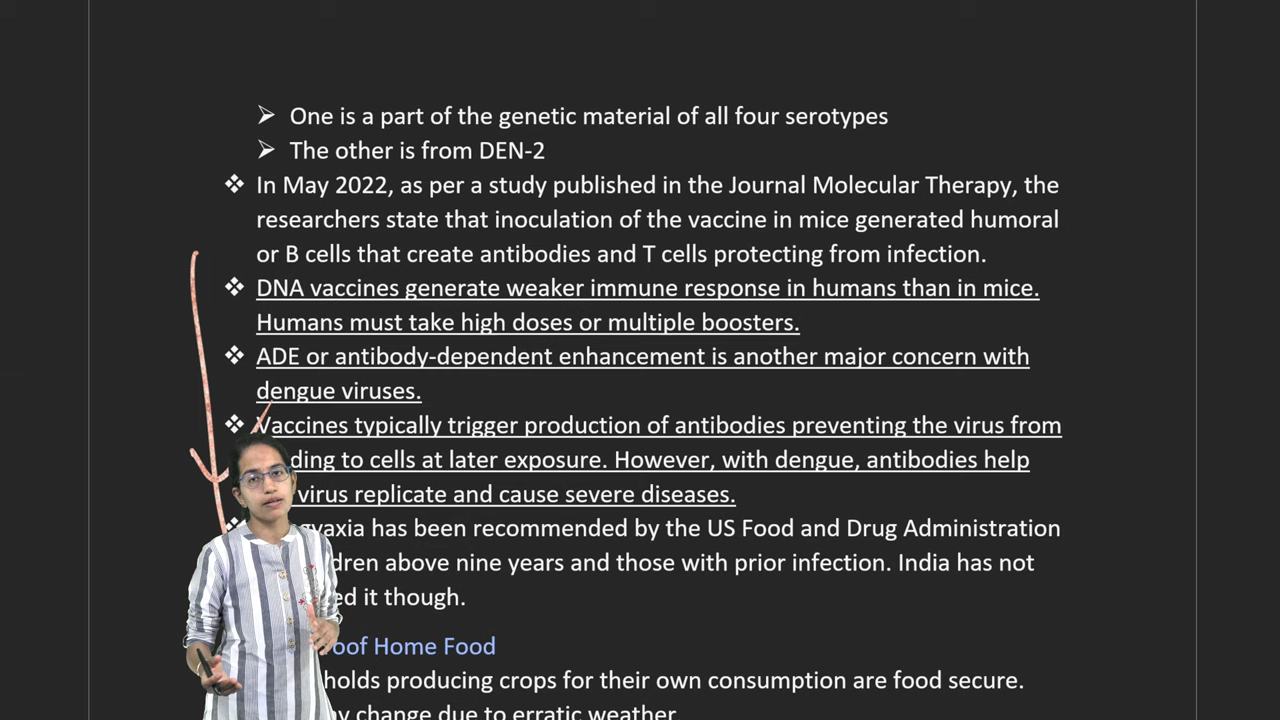 ➢ One is a part of the genetic material of all four serotypes
➢ The other is from DEN-2
❖ In May 2022, as per a study published in the Journal Molecular Therapy, the
researchers state that inoculation of the vaccine in mice generated humoral
or B cells that create antibodies and T cells protecting from infection.
❖ DNA vaccines generate weaker immune response in humans than in mice.
Humans must take high doses or multiple boosters.
❖ ADE or antibody-dependent enhancement is another major concern with
dengue viruses.
❖ Vaccines typically trigger production of antibodies preventing the virus from
to cells at later exposure. However, with dengue, antibodies help
virus replicate and cause severe diseases.
has been recommended by the US Food and Drug Administration
above nine years and those with prior infection. India has not
it though.
Home Food
producing crops for their own consumption are food secure.
change due to erratic weather